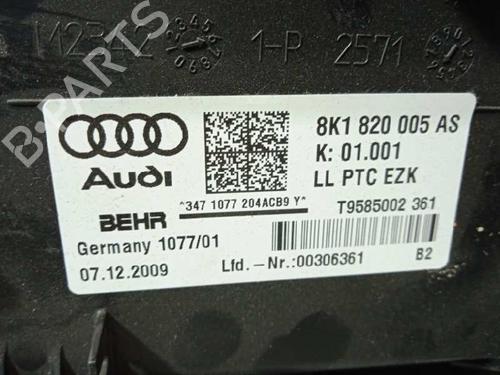 1-P 2571
B-PARTS
Audi
8K1 820 005 AS
K: 01.001
LL PTC EZK
^347 1077 204ACB9 Y^
BEHR
T9585002 361
Germany 1077/01
07.12.2009
Lfd.-Nr.:00306361
B2